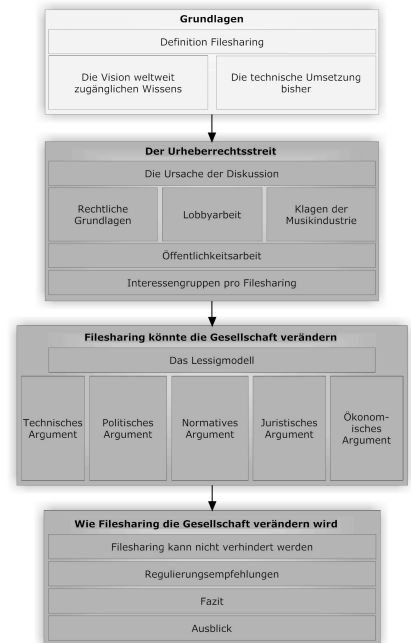 Grundlagen
Definition Filesharing
Die Vision weltweit
zugänglichen Wissens
Die technische Umsetzung
bisher
Der Urheberrechtsstreit
Die Ursache der Diskussion
Rechtliche
Grundlagen
Lobbyarbeit
Klagen der
Musikindustrie
Öffentlichkeitsarbeit
Interessengruppen pro Filesharing
Filesharing könnte die Gesellschaft verändern
Das Lessigmodell
Technisches
Argument
Politisches
Argument
Normatives
Argument
Juristisches
Argument
Ökonom-
isches
Argument
Wie Filesharing die Gesellschaft verändern wird
Filesharing kann nicht verhindert werden
Regulierungsempfehlungen
Fazit
Ausblick